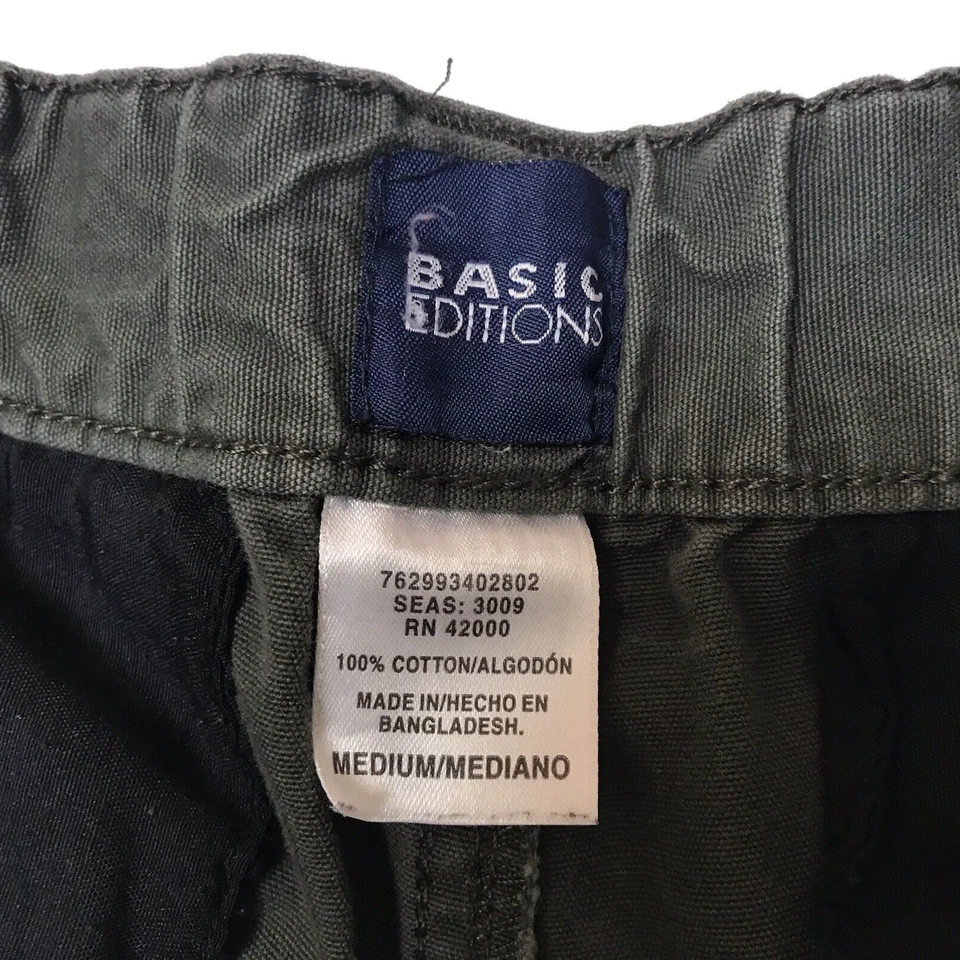 BASIC
EDITIONS
762993402802
SEAS: 3009
RN 42000
100% COTTON/ALGODÓN
MADE IN/HECHO EN
BANGLADESH.
MEDIUM/MEDIANO